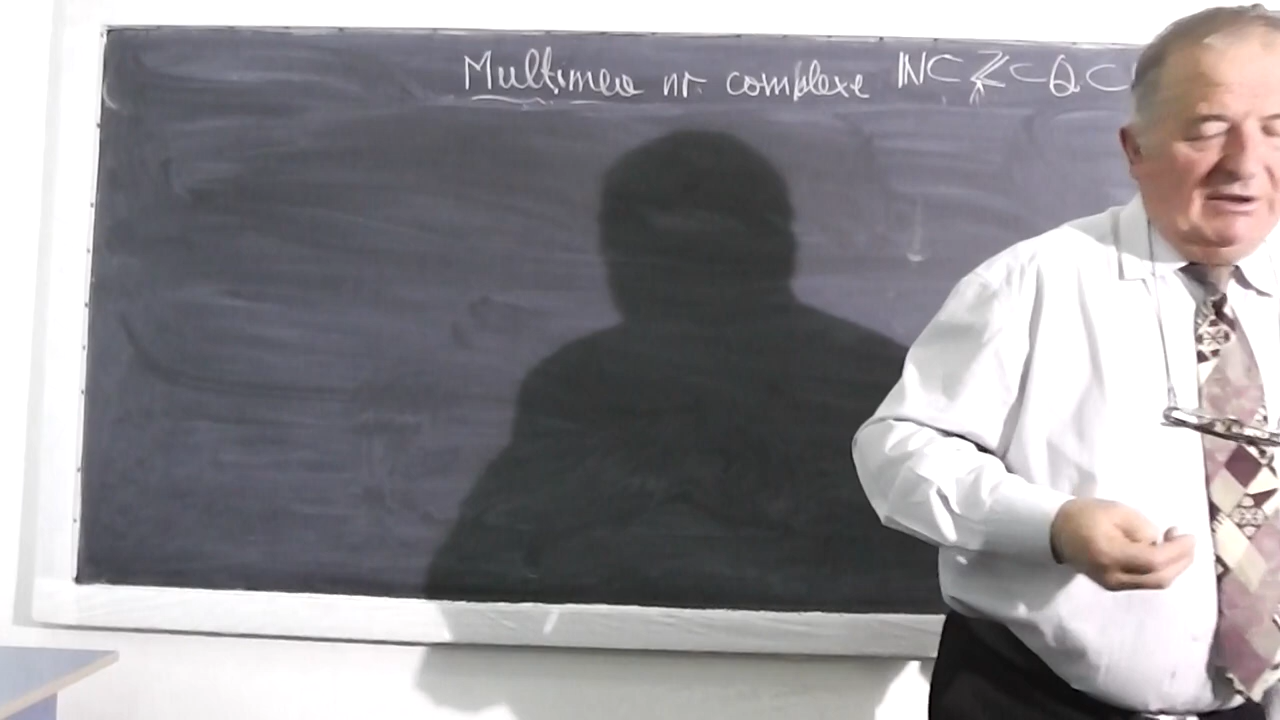 Multimea nr. complexe ℕ ⊂ ℤ ⊂ ℚ ⊂